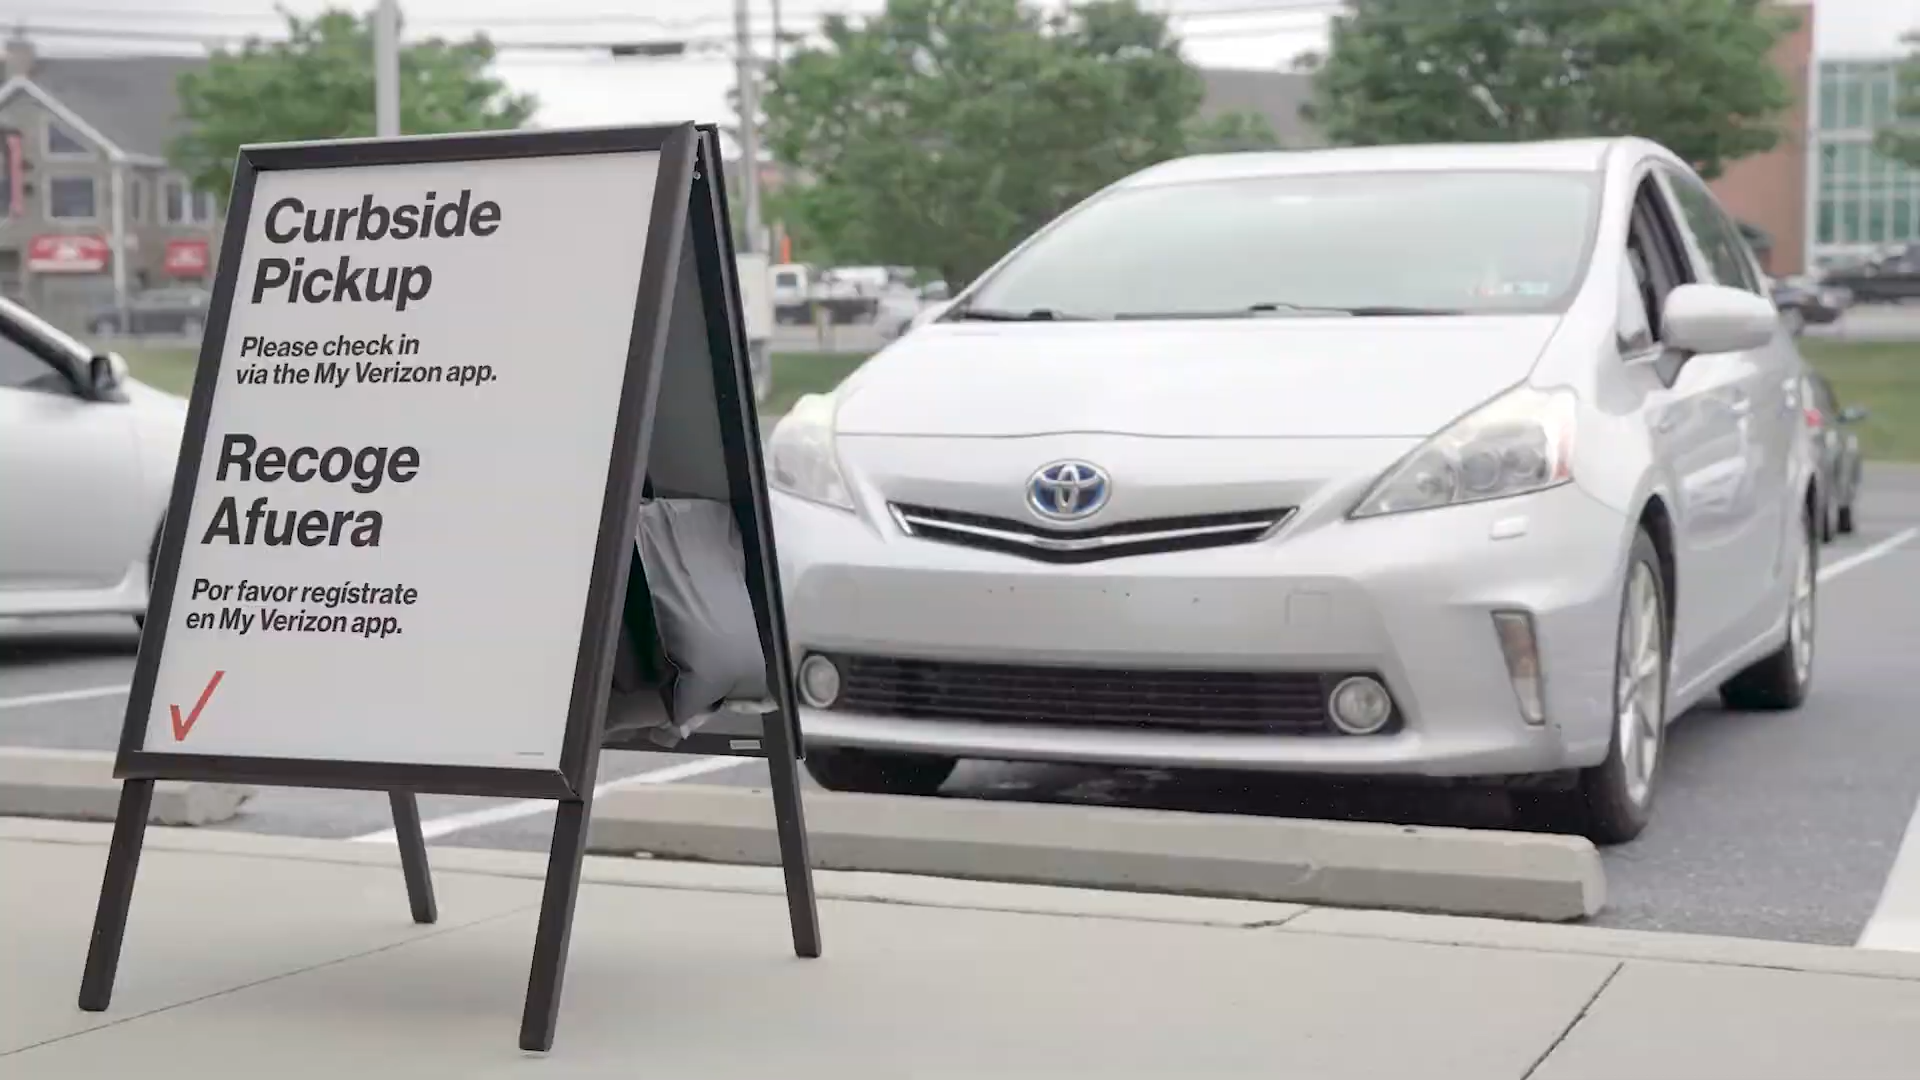 Curbside
Pickup
Please check in
via the My Verizon app.
Recoge
Afuera
Por favor regístrate
en My Verizon app.